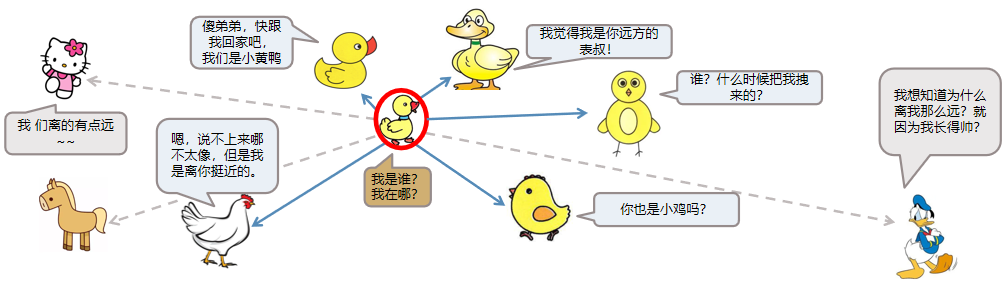 傻弟弟，快跟
我回家吧，
我们是小黄鸭
我觉得我是你远方的
表叔！
谁？什么时候把我拽
来的？
我想知道为什么
离我那么远？就
因为我长得帅？
我 们离的有点远
~~
嗯，说不上来哪
不太像，但是我
是离你挺近的。
我是谁？
我在哪？
你也是小鸡吗？